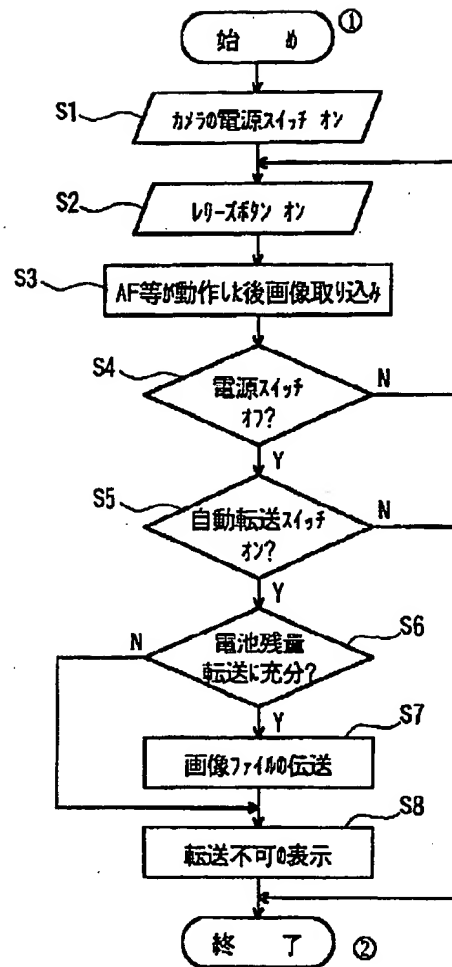 ①
始 め
S1
カメラの電源スイッチ オン
S2
レリーズボタン オン
S3
AF等が動作した後画像取り込み
S4
電源スイッチ
オフ?
N
Y
S5
自動転送スイッチ
オン?
N
Y
S6
電池残量
転送に充分?
N
Y
S7
画像ファイルの伝送
S8
転送不可の表示
終 了
②